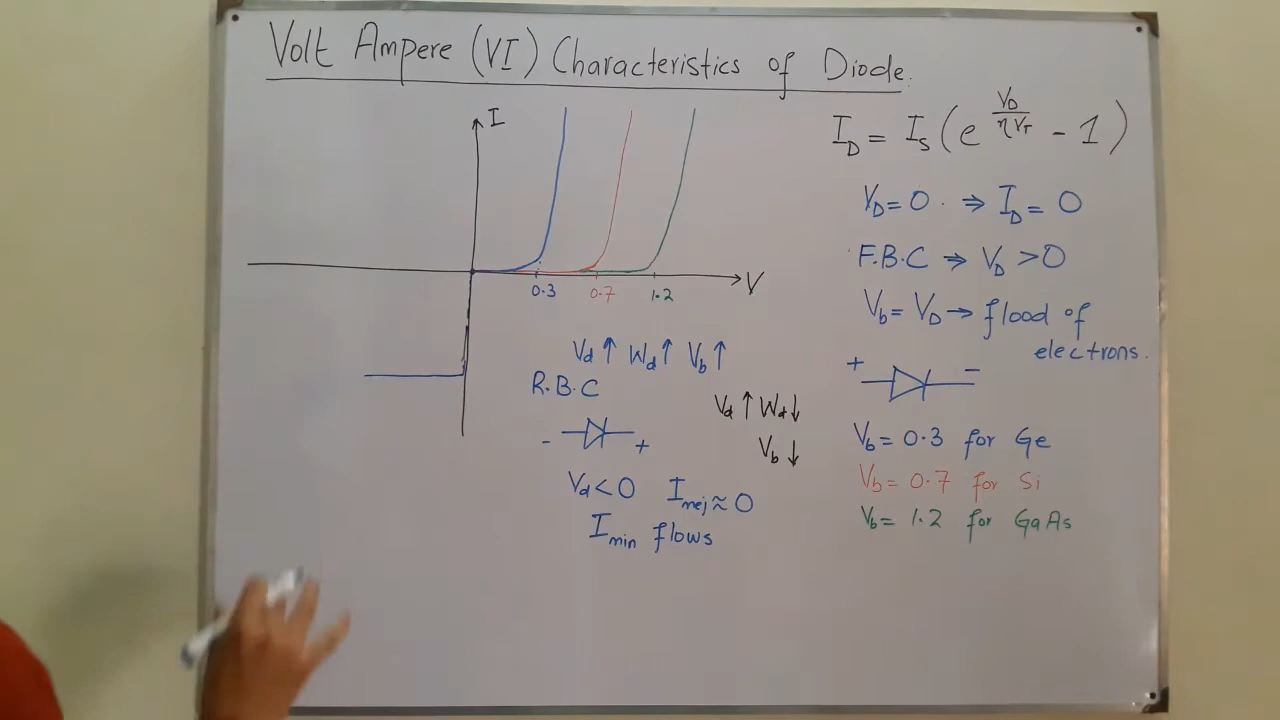 Volt Ampere (VI) Characteristics of Diode.
I
V
0.3 0.7 1.2
I_D = I_S (e^{V_D/ηV_T} - 1)
V_D = 0 . ⇒ I_D = 0
F.B.C ⇒ V_D > 0
V_b = V_D → flood of
electrons.
+ -
V_b = 0.3 for Ge
V_b = 0.7 for Si
V_b = 1.2 for GaAs
V_d ↑ W_d ↑ V_b ↑
R.B.C
- +
V_d ↑ W_d ↓
V_b ↓
V_d < 0 I_mej ≈ 0
I_min flows